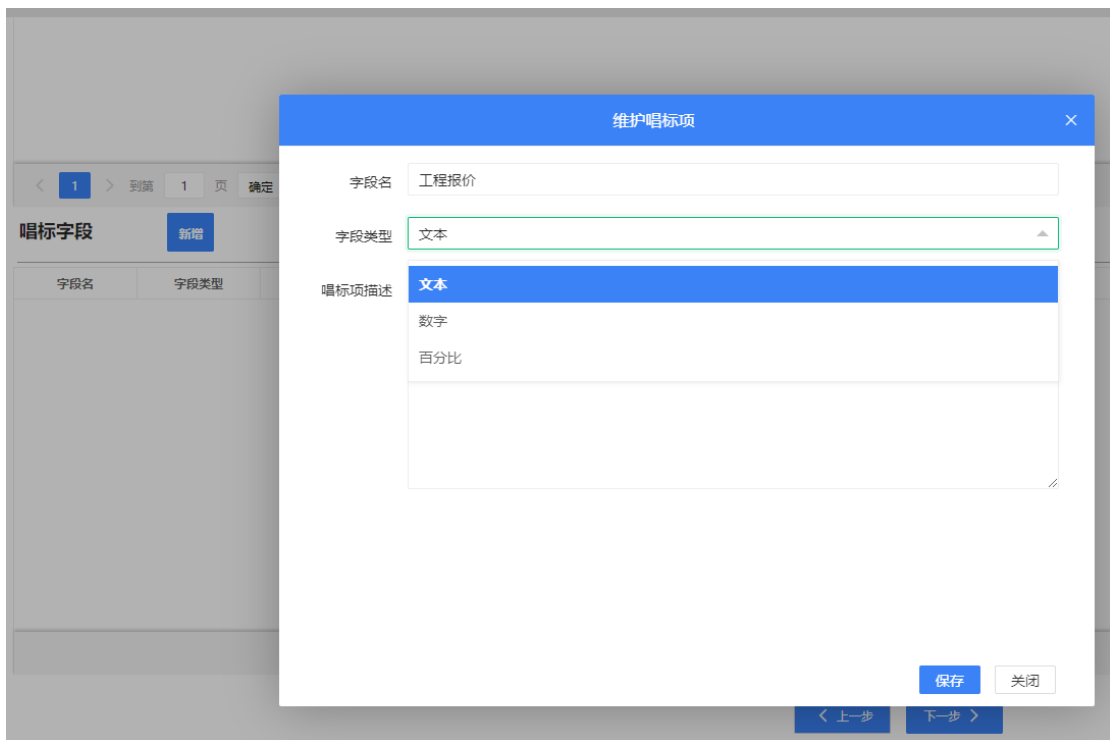 维护唱标项
字段名 工程报价
1 到第 1 页 确定
唱标字段 新增
字段类型 文本
字段名 字段类型
唱标项描述 文本
数字
百分比
保存 关闭
上一步 下一步